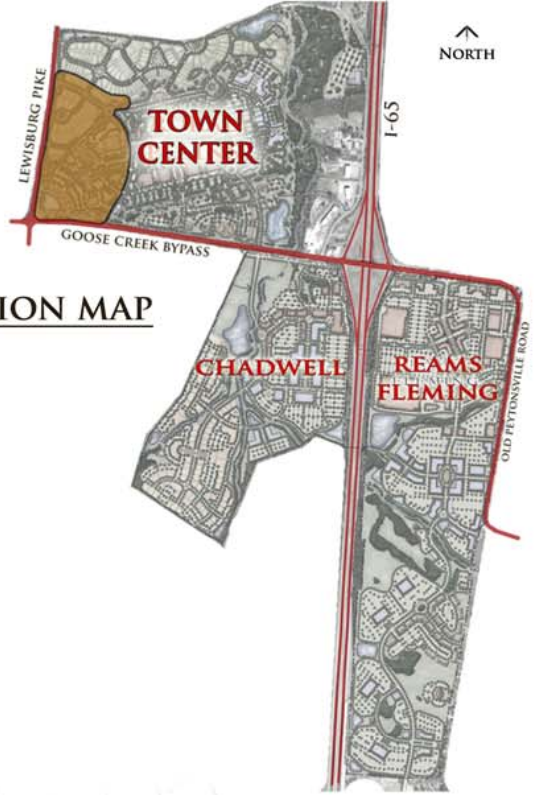 NORTH
LEWISBURG PIKE
I-65
TOWN
CENTER
GOOSE CREEK BYPASS
ION MAP
CHADWELL
REAMS
FLEMING
OLD PEYTONSVILLE ROAD